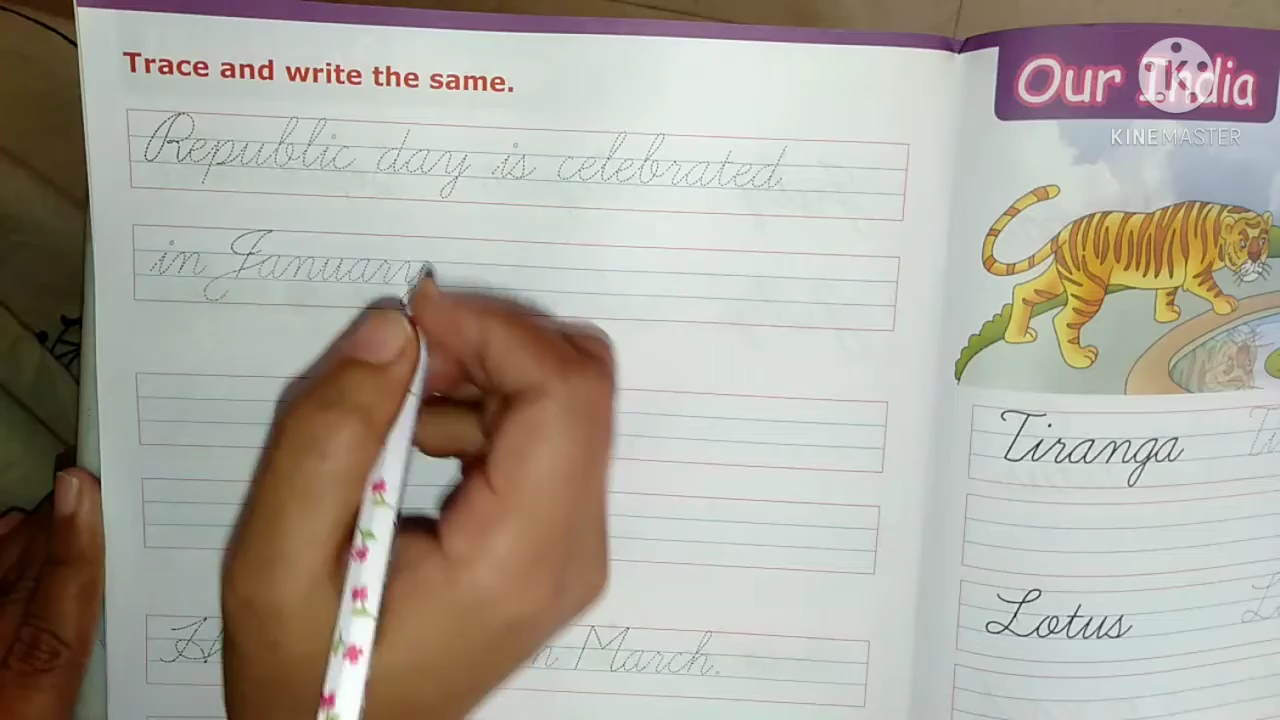 Trace and write the same.
Republic day is celebrated
in January
March.
Our India
KINEMASTER
Tiranga
Lotus